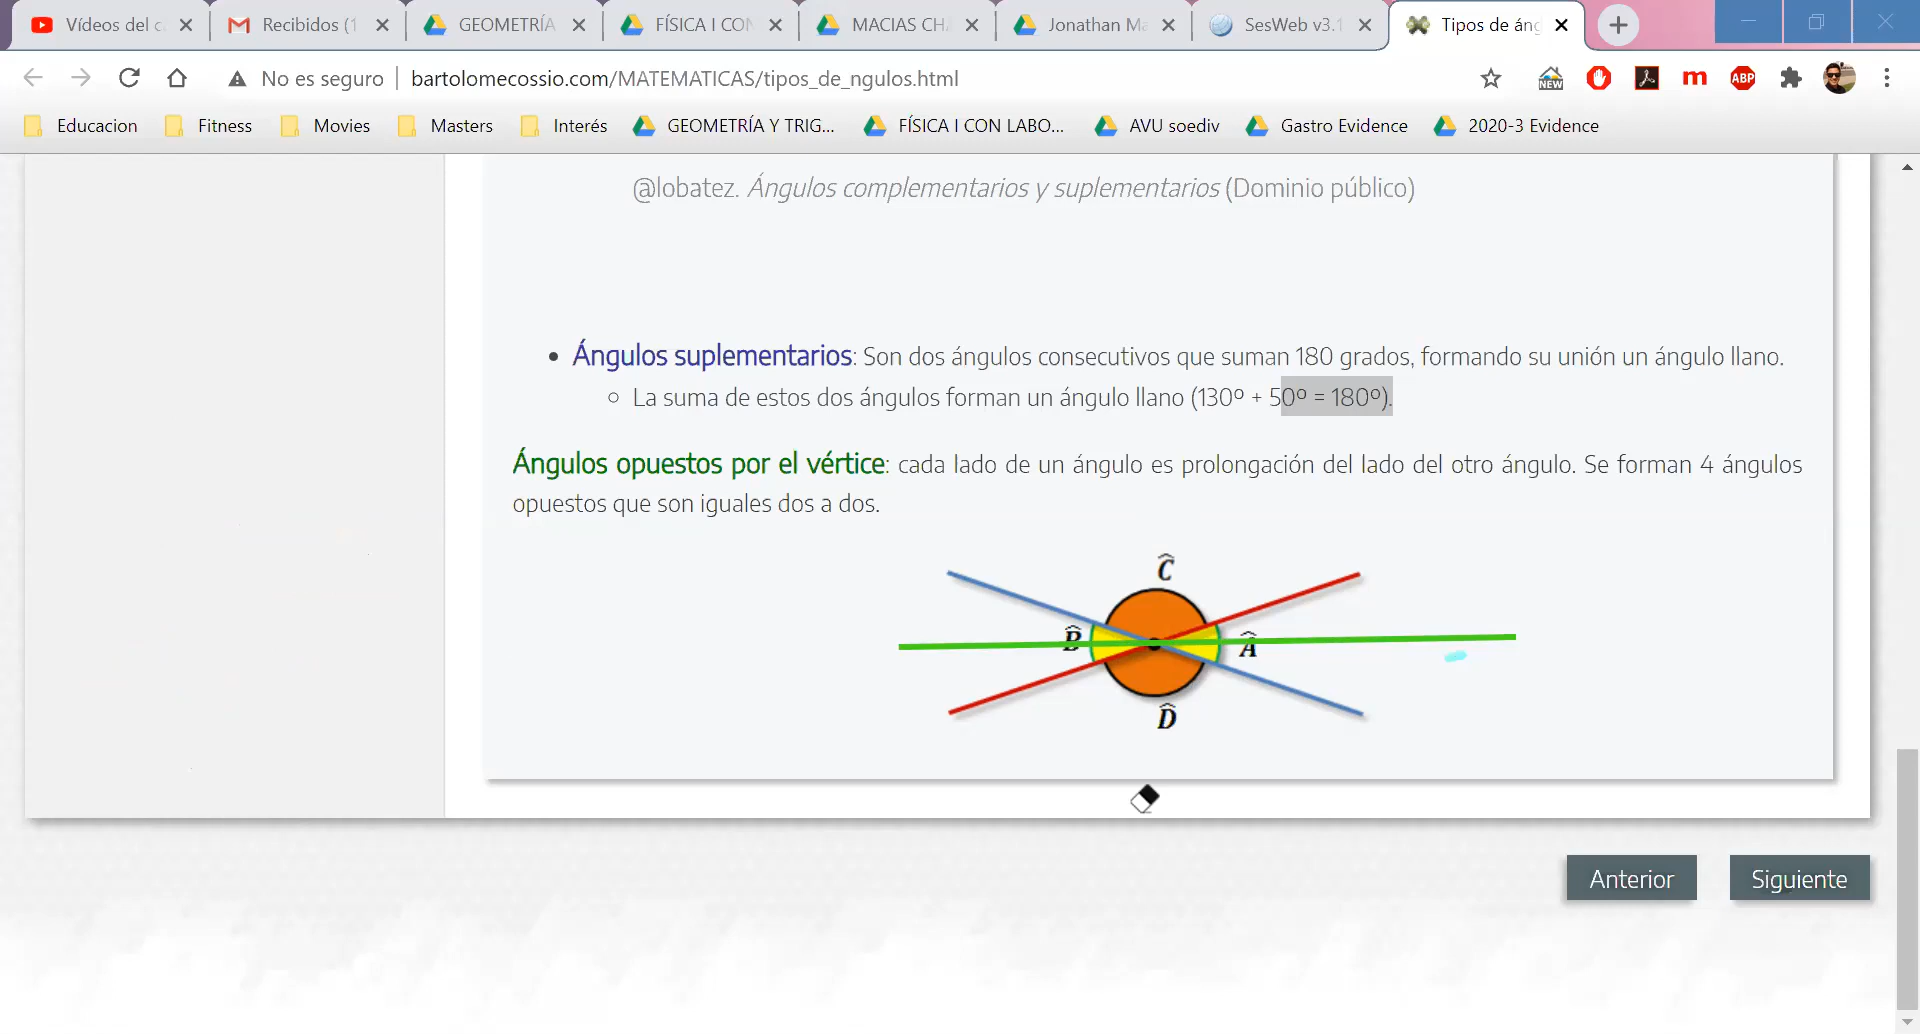 Vídeos del c
Recibidos (1
GEOMETRÍA
FÍSICA I CON
MACIAS CH
Jonathan Ma
SesWeb v3.1
Tipos de áng
No es seguro
bartolomecossio.com/MATEMATICAS/tipos_de_ngulos.html
NEW
m
ABP
Educacion
Fitness
Movies
Masters
Interés
GEOMETRÍA Y TRIG...
FÍSICA I CON LABO...
AVU soediv
Gastro Evidence
2020-3 Evidence
@lobatez. Ángulos complementarios y suplementarios (Dominio público)
• Ángulos suplementarios: Son dos ángulos consecutivos que suman 180 grados, formando su unión un ángulo llano.
○ La suma de estos dos ángulos forman un ángulo llano (130º + 50º = 180º).
Ángulos opuestos por el vértice: cada lado de un ángulo es prolongación del lado del otro ángulo. Se forman 4 ángulos
opuestos que son iguales dos a dos.
Ĉ
B̂
Â
D̂
Anterior
Siguiente